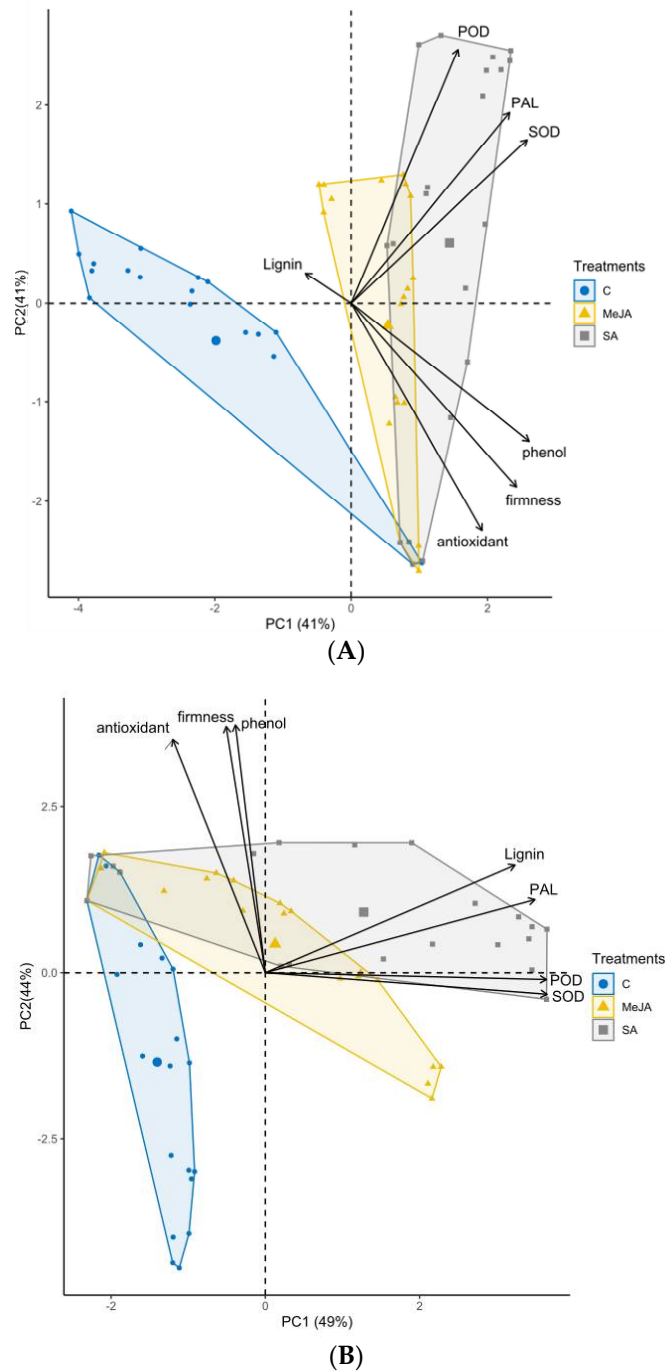 POD
2
PAL
SOD
1
Lignin
Treatments
C
MeJA
SA
0
PC2(41%)
-1
phenol
firmness
-2
antioxidant
-4
-2
0
2
PC1 (41%)
(A)
firmness
phenol
antioxidant
2.5
Lignin
PAL
Treatments
C
MeJA
SA
0.0
POD
SOD
PC2(44%)
-2.5
-2
0
2
PC1 (49%)
(B)